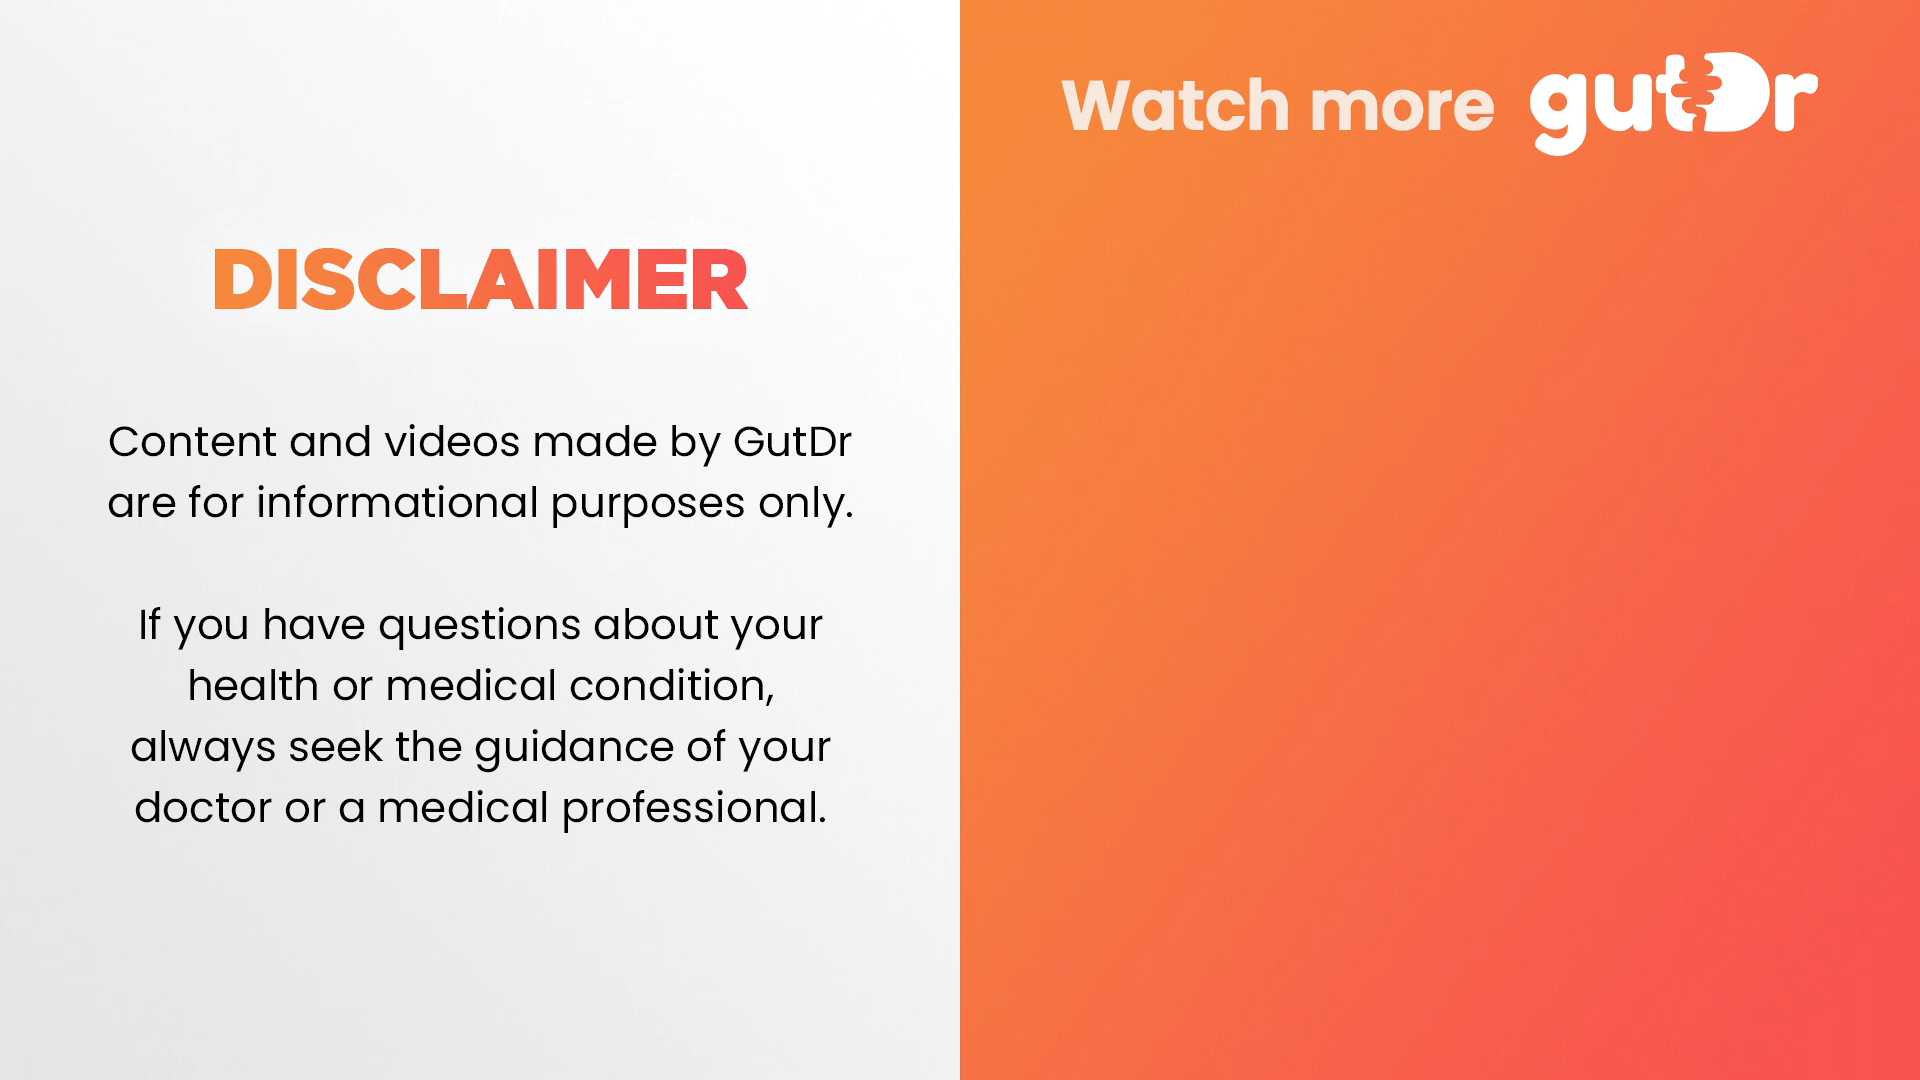 DISCLAIMER
Content and videos made by GutDr
are for informational purposes only.
If you have questions about your
health or medical condition,
always seek the guidance of your
doctor or a medical professional.
Watch more gutDr